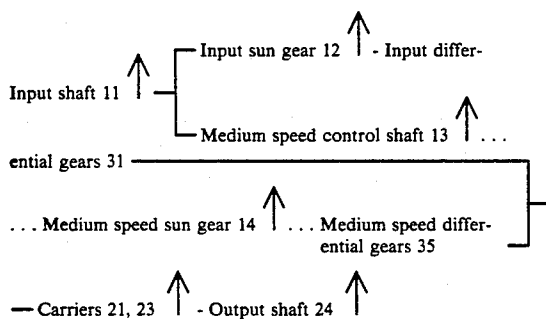 Input sun gear 12 - Input differ-
Input shaft 11
Medium speed control shaft 13 ...
ential gears 31
... Medium speed sun gear 14 ... Medium speed differ-
ential gears 35
Carriers 21, 23 - Output shaft 24